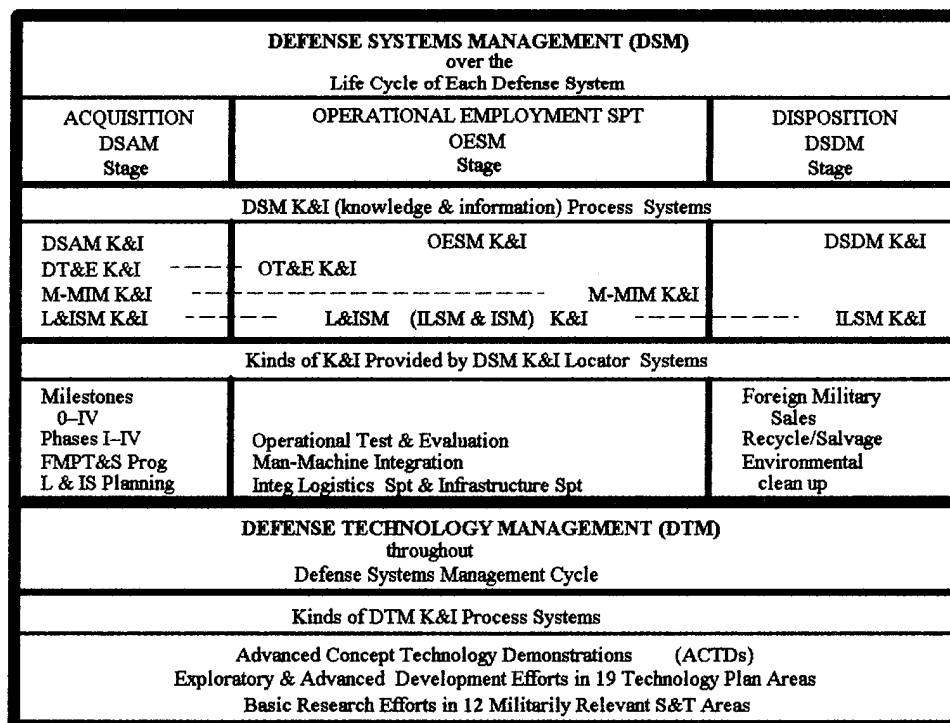 DEFENSE SYSTEMS MANAGEMENT (DSM)
over the
Life Cycle of Each Defense System
ACQUISITION
DSAM
Stage
OPERATIONAL EMPLOYMENT SPT
OESM
Stage
DISPOSITION
DSDM
Stage
DSM K&I (knowledge & information) Process Systems
DSAM K&I OESM K&I DSDM K&I
DT&E K&I ----- OT&E K&I
M-MIM K&I -------------------- M-MIM K&I
L&ISM K&I ----- L&ISM (ILSM & ISM) K&I ---------- ILSM K&I
Kinds of K&I Provided by DSM K&I Locator Systems
Milestones
0–IV
Phases I–IV
FMPT&S Prog
L & IS Planning
Operational Test & Evaluation
Man-Machine Integration
Integ Logistics Spt & Infrastructure Spt
Foreign Military
Sales
Recycle/Salvage
Environmental
clean up
DEFENSE TECHNOLOGY MANAGEMENT (DTM)
throughout
Defense Systems Management Cycle
Kinds of DTM K&I Process Systems
Advanced Concept Technology Demonstrations (ACTDs)
Exploratory & Advanced Development Efforts in 19 Technology Plan Areas
Basic Research Efforts in 12 Militarily Relevant S&T Areas